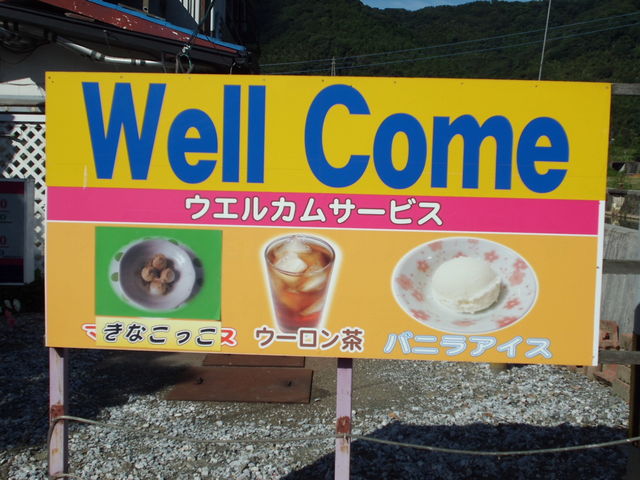 Well Come
ウエルカムサービス
きなこっこ
ウーロン茶
バニラアイス